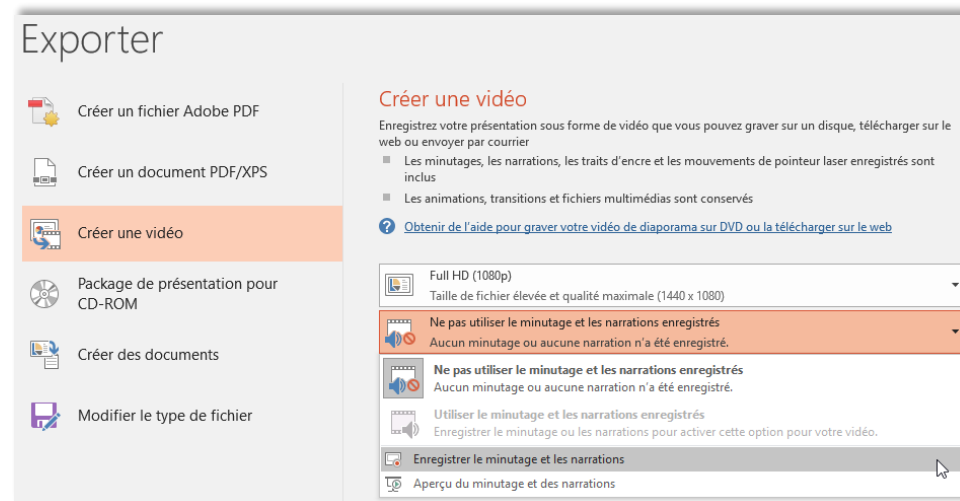 Exporter
Créer un fichier Adobe PDF
Créer un document PDF/XPS
Créer une vidéo
Package de présentation pour
CD-ROM
Créer des documents
Modifier le type de fichier
Créer une vidéo
Enregistrez votre présentation sous forme de vidéo que vous pouvez graver sur un disque, télécharger sur le
web ou envoyer par courrier
Les minutages, les narrations, les traits d'encre et les mouvements de pointeur laser enregistrés sont
inclus
Les animations, transitions et fichiers multimédias sont conservés
Obtenir de l'aide pour graver votre vidéo de diaporama sur DVD ou la télécharger sur le web
Full HD (1080p)
Taille de fichier élevée et qualité maximale (1440 x 1080)
Ne pas utiliser le minutage et les narrations enregistrés
Aucun minutage ou aucune narration n'a été enregistré.
Ne pas utiliser le minutage et les narrations enregistrés
Aucun minutage ou aucune narration n'a été enregistré.
Utiliser le minutage et les narrations enregistrés
Enregistrer le minutage ou les narrations pour activer cette option pour votre vidéo.
Enregistrer le minutage et les narrations
Aperçu du minutage et des narrations